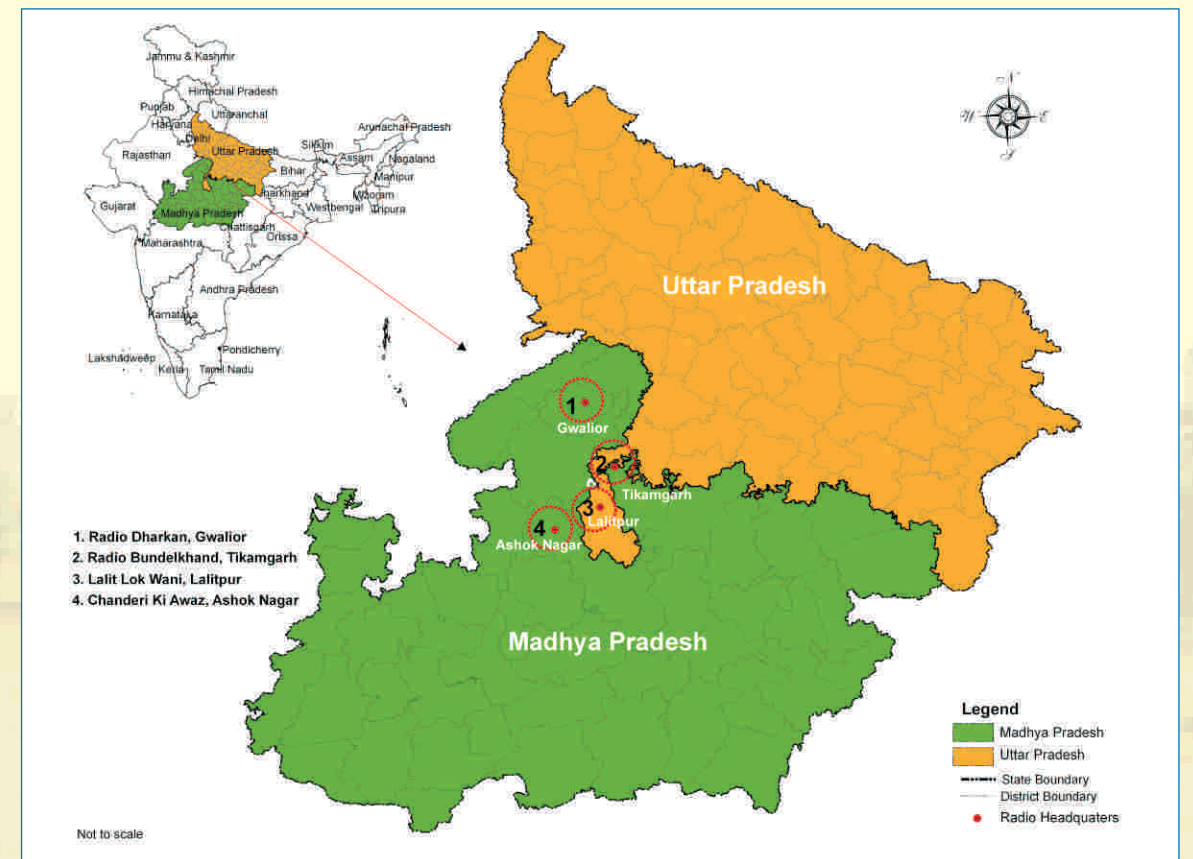 Jammu & Kashmir
Himachal Pradesh
Punjab
Uttaranchal
Haryana
Delhi
Arunachal Pradesh
Rajasthan
Uttar Pradesh
Sikkim
Assam
Nagaland
Bihar
Manipur
Jharkhand
Mizoram
Gujarat
Westbengal
Tripura
Madhya Pradesh
Chattisgarh
Orissa
Maharashtra
Andhra Pradesh
Karnataka
Pondicherry
Lakshadweep
Kerla
Tamil Nadu
N
W
E
S
Uttar Pradesh
1
Gwalior
2
Tikamgarh
3
Lalitpur
4
Ashok Nagar
Madhya Pradesh
1. Radio Dharkan, Gwalior
2. Radio Bundelkhand, Tikamgarh
3. Lalit Lok Wani, Lalitpur
4. Chanderi Ki Awaz, Ashok Nagar
Legend
Madhya Pradesh
Uttar Pradesh
State Boundary
District Boundary
Radio Headquaters
Not to scale